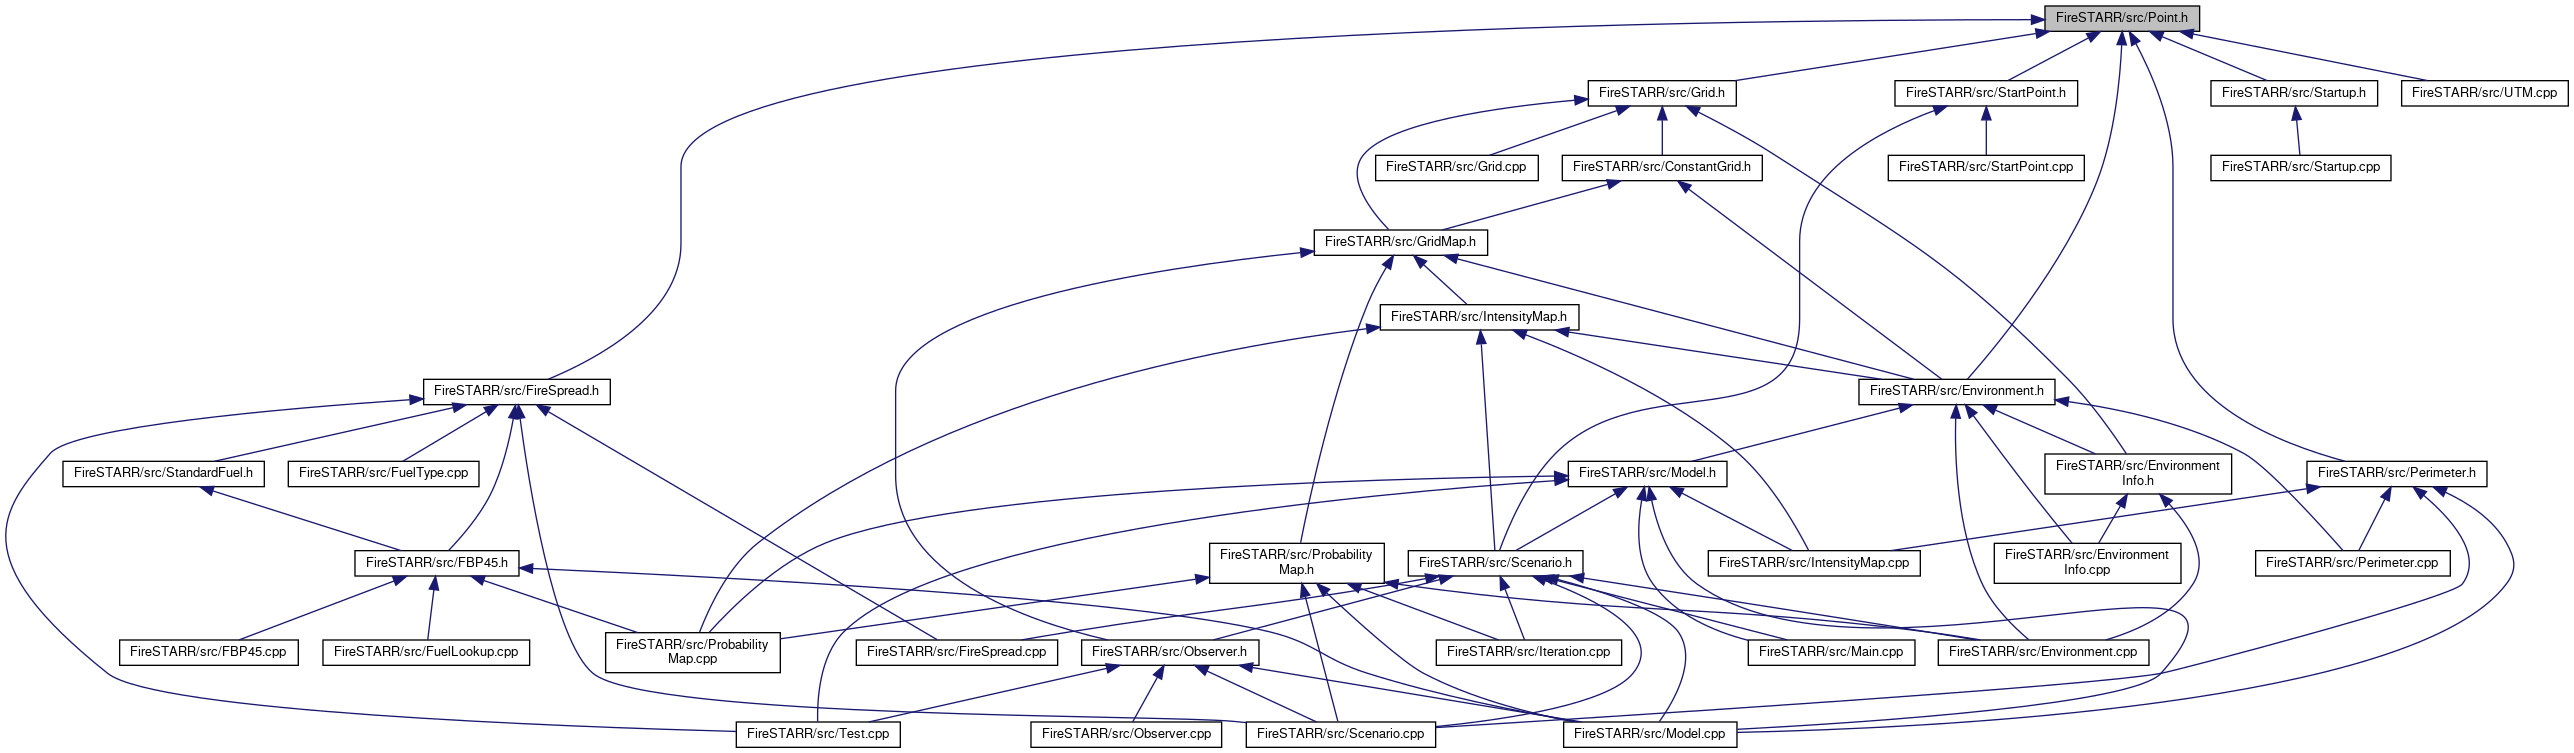 FireSTARR/src/Point.h
FireSTARR/src/Grid.h
FireSTARR/src/StartPoint.h
FireSTARR/src/Startup.h
FireSTARR/src/UTM.cpp
FireSTARR/src/Grid.cpp
FireSTARR/src/ConstantGrid.h
FireSTARR/src/StartPoint.cpp
FireSTARR/src/Startup.cpp
FireSTARR/src/GridMap.h
FireSTARR/src/IntensityMap.h
FireSTARR/src/FireSpread.h
FireSTARR/src/Environment.h
FireSTARR/src/StandardFuel.h
FireSTARR/src/FuelType.cpp
FireSTARR/src/Model.h
FireSTARR/src/Environment
Info.h
FireSTARR/src/Perimeter.h
FireSTARR/src/FBP45.h
FireSTARR/src/Probability
Map.h
FireSTARR/src/Scenario.h
FireSTARR/src/IntensityMap.cpp
FireSTARR/src/Environment
Info.cpp
FireSTARR/src/Perimeter.cpp
FireSTARR/src/FBP45.cpp
FireSTARR/src/FuelLookup.cpp
FireSTARR/src/Probability
Map.cpp
FireSTARR/src/FireSpread.cpp
FireSTARR/src/Observer.h
FireSTARR/src/Iteration.cpp
FireSTARR/src/Main.cpp
FireSTARR/src/Environment.cpp
FireSTARR/src/Test.cpp
FireSTARR/src/Observer.cpp
FireSTARR/src/Scenario.cpp
FireSTARR/src/Model.cpp